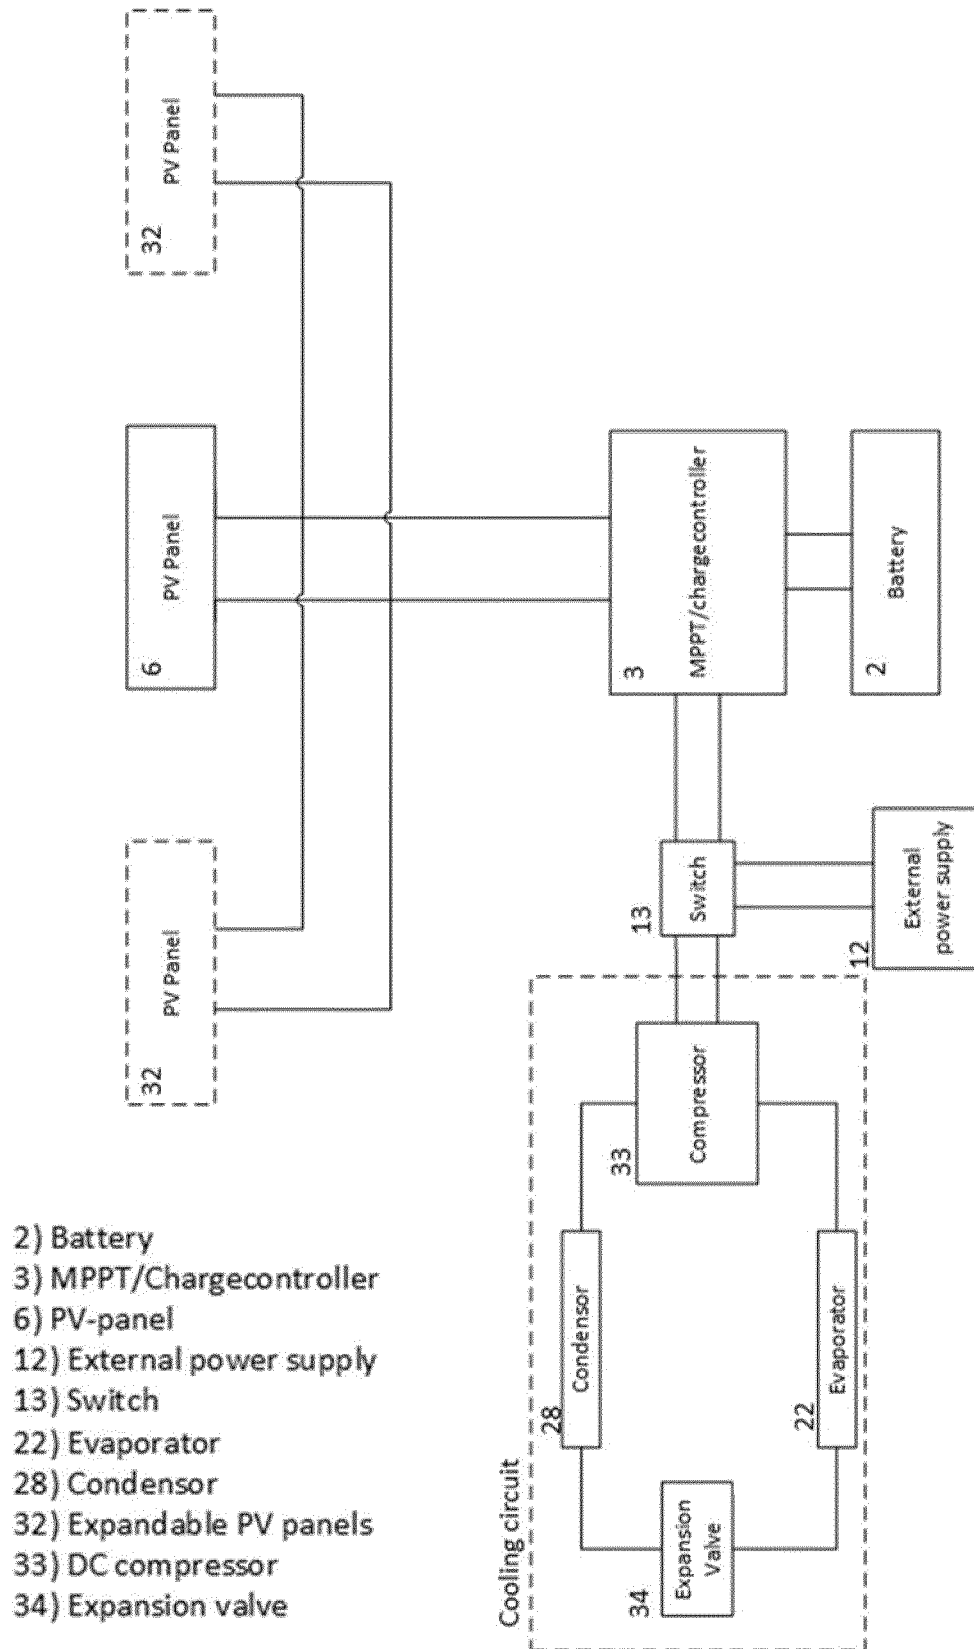 PV Panel
32
PV Panel
6
PV Panel
32
MPPT/chargecontroller
3
Battery
2
Switch
13
External
power supply
12
Compressor
33
Condensor
28
Evaporator
22
Expansion
Valve
34
Cooling circuit
2) Battery
3) MPPT/Chargecontroller
6) PV-panel
12) External power supply
13) Switch
22) Evaporator
28) Condensor
32) Expandable PV panels
33) DC compressor
34) Expansion valve